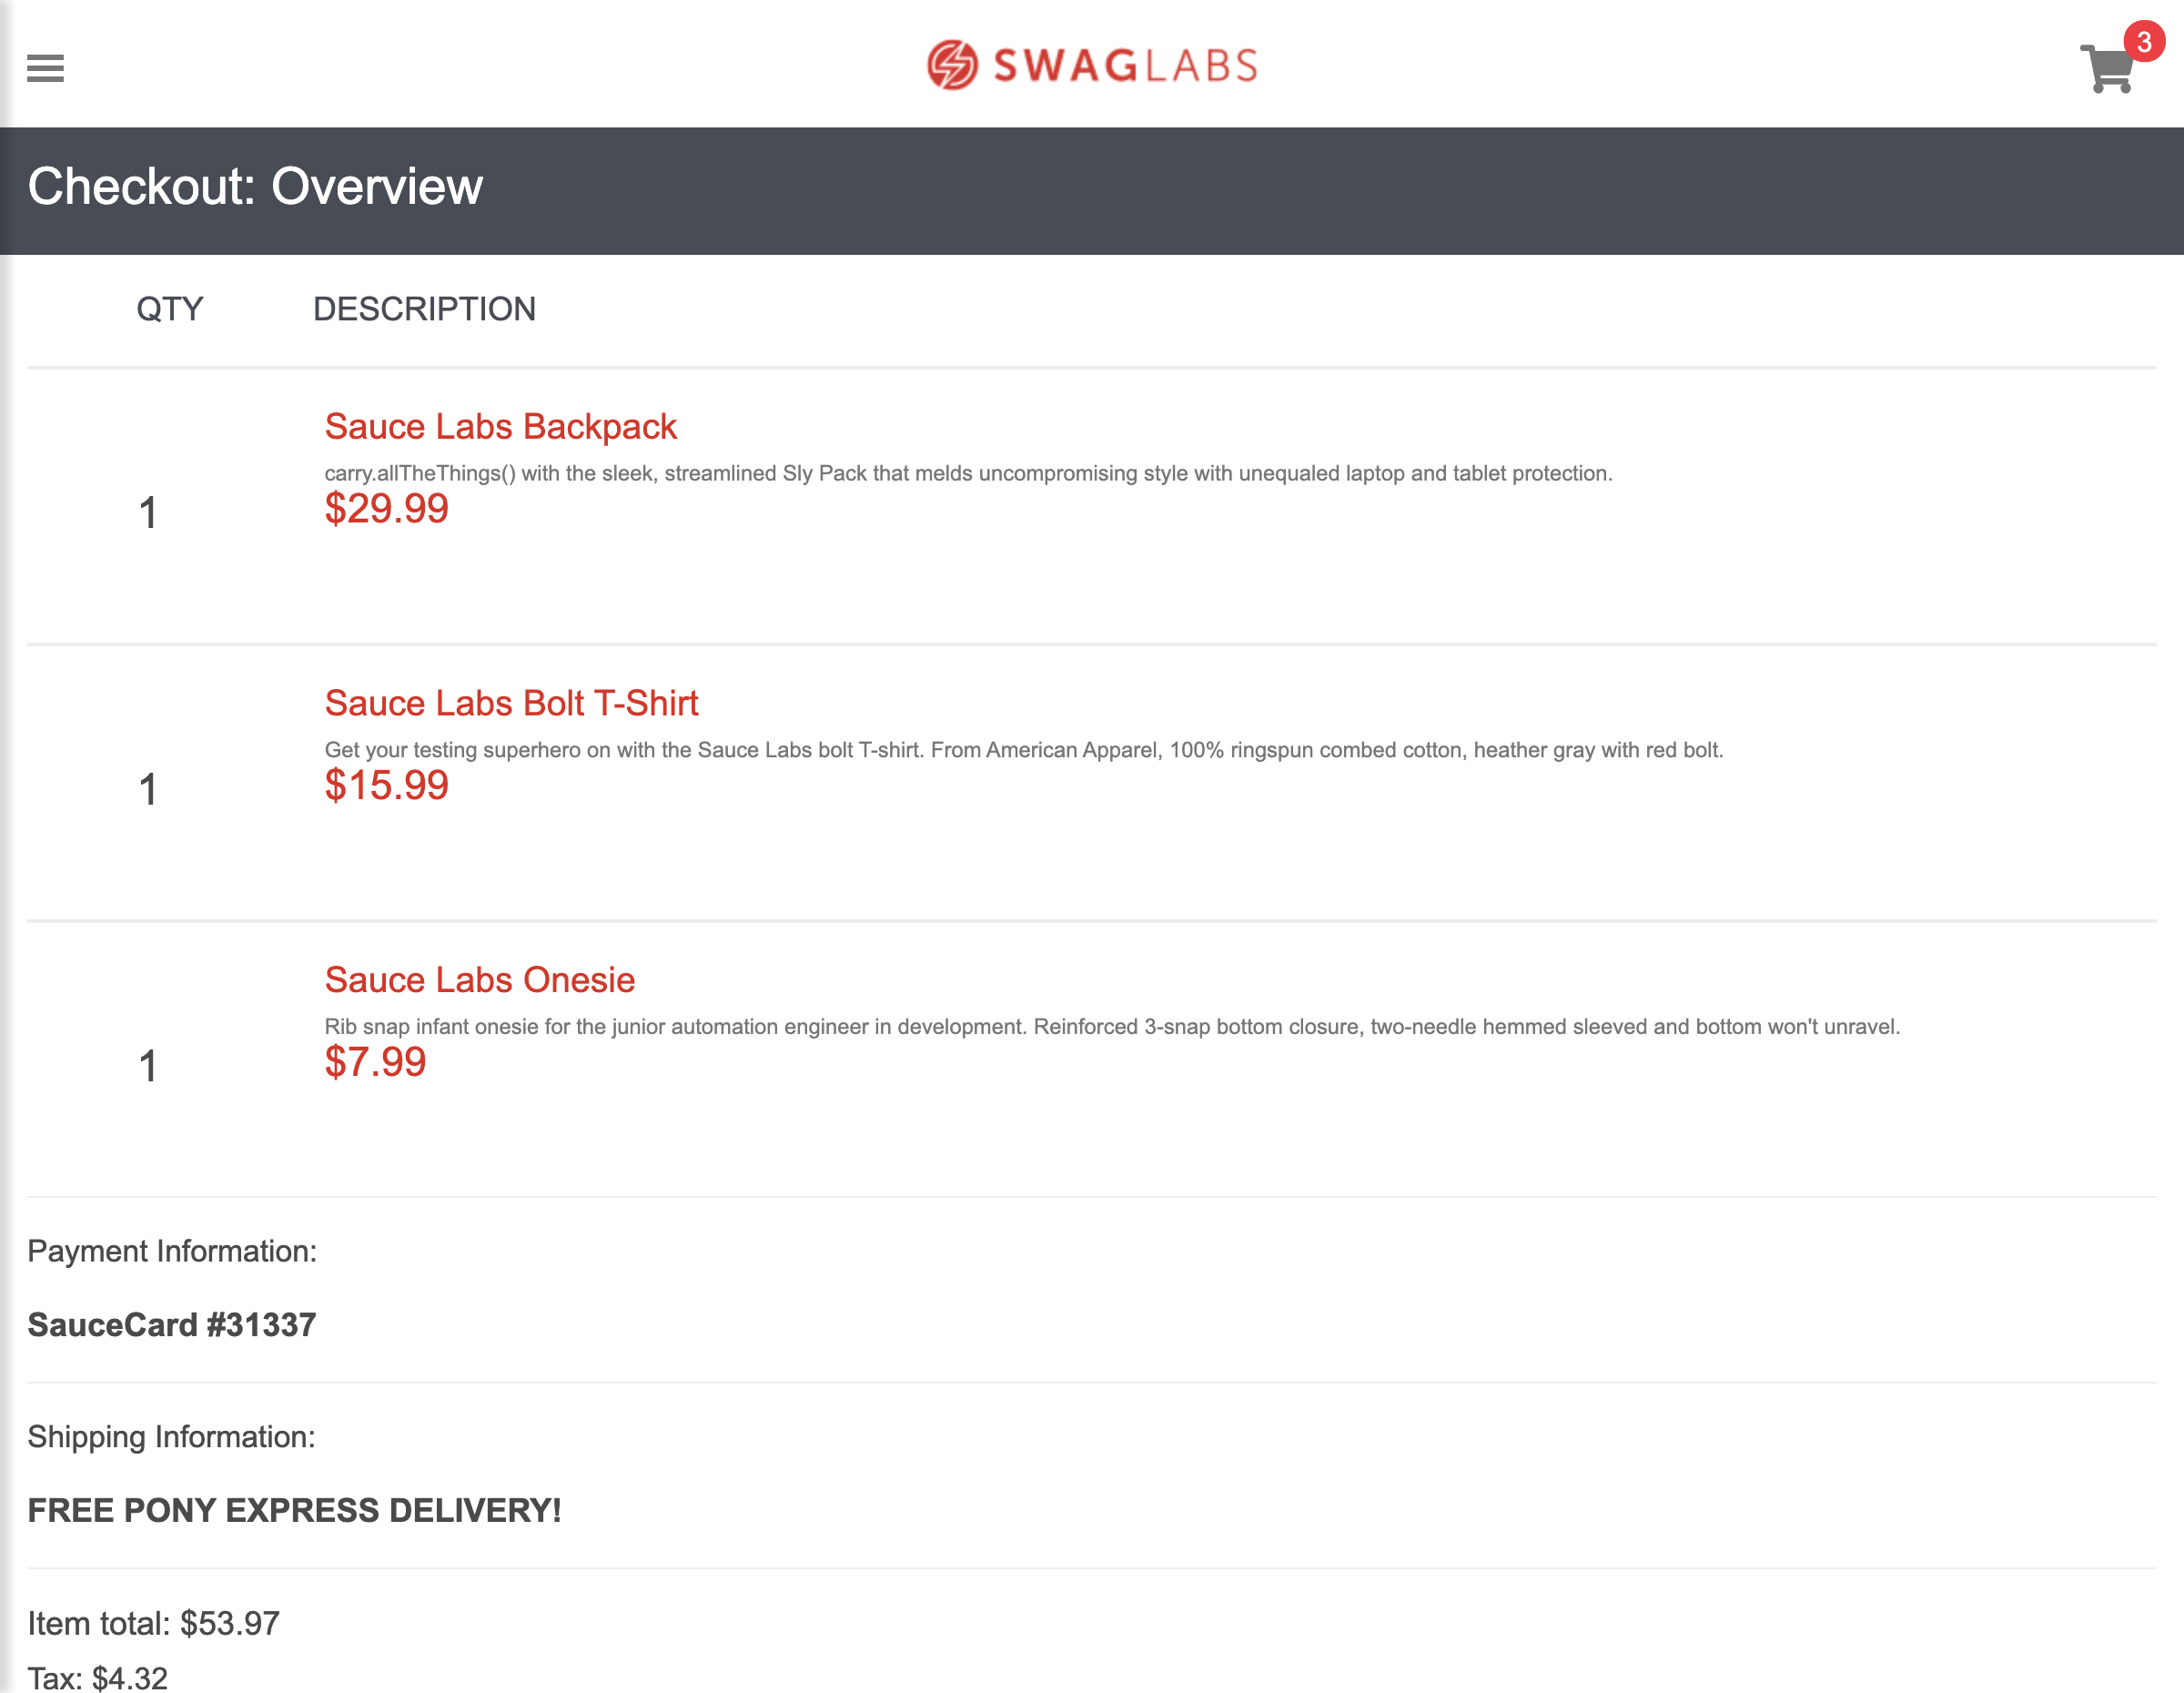 SWAGLABS
3
Checkout: Overview
QTY DESCRIPTION
Sauce Labs Backpack
carry.allTheThings() with the sleek, streamlined Sly Pack that melds uncompromising style with unequaled laptop and tablet protection.
1 $29.99
Sauce Labs Bolt T-Shirt
Get your testing superhero on with the Sauce Labs bolt T-shirt. From American Apparel, 100% ringspun combed cotton, heather gray with red bolt.
1 $15.99
Sauce Labs Onesie
Rib snap infant onesie for the junior automation engineer in development. Reinforced 3-snap bottom closure, two-needle hemmed sleeved and bottom won't unravel.
1 $7.99
Payment Information:
SauceCard #31337
Shipping Information:
FREE PONY EXPRESS DELIVERY!
Item total: $53.97
Tax: $4.32